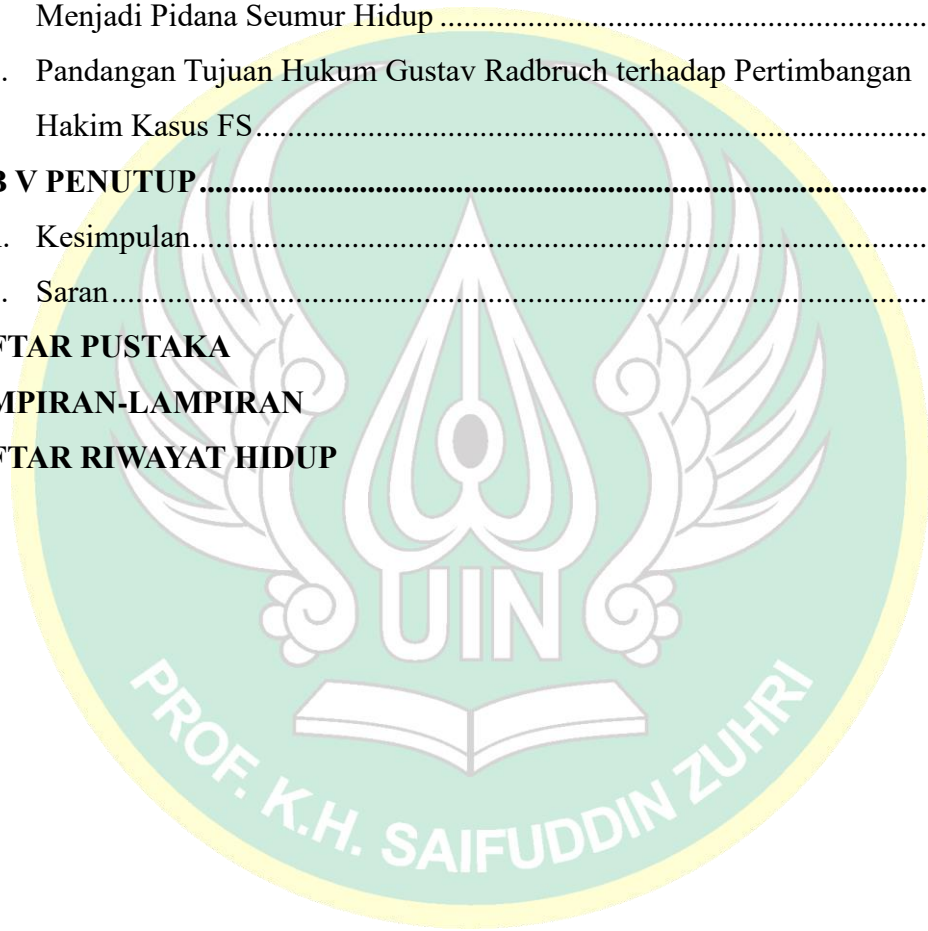 Menjadi Pidana Seumur Hidup ..............................................................
. Pandangan Tujuan Hukum Gustav Radbruch terhadap Pertimbangan
Hakim Kasus FS.....................................................................................
B V PENUTUP...........................................................................................
. Kesimpulan.............................................................................................
. Saran.......................................................................................................
FTAR PUSTAKA
MPIRAN-LAMPIRAN
FTAR RIWAYAT HIDUP
UIN
PROF. K.H. SAIFUDDIN ZUHRI